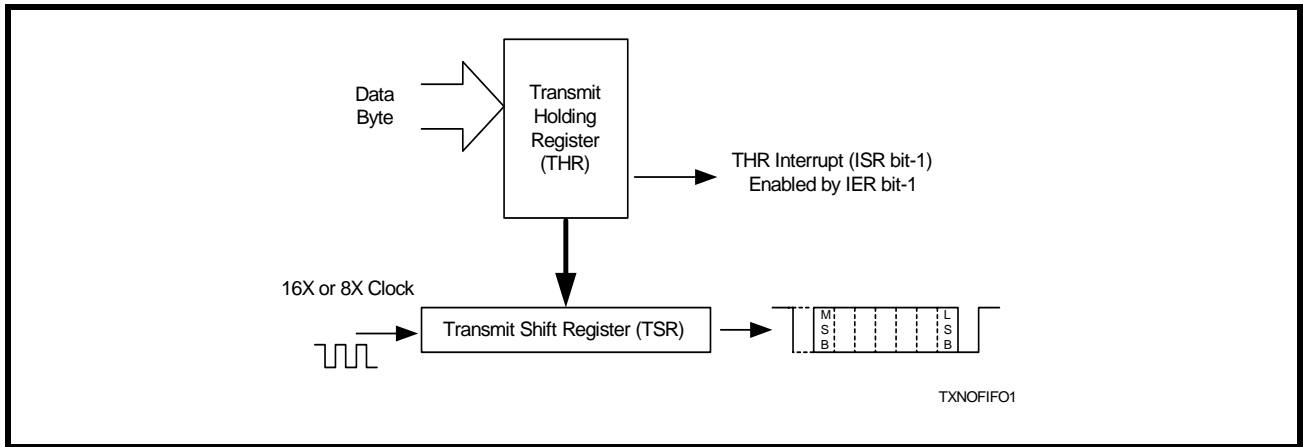 Data
Byte
Transmit
Holding
Register
(THR)
THR Interrupt (ISR bit-1)
Enabled by IER bit-1
16X or 8X Clock
Transmit Shift Register (TSR)
M
S
B
L
S
B
TXNOFIFO1